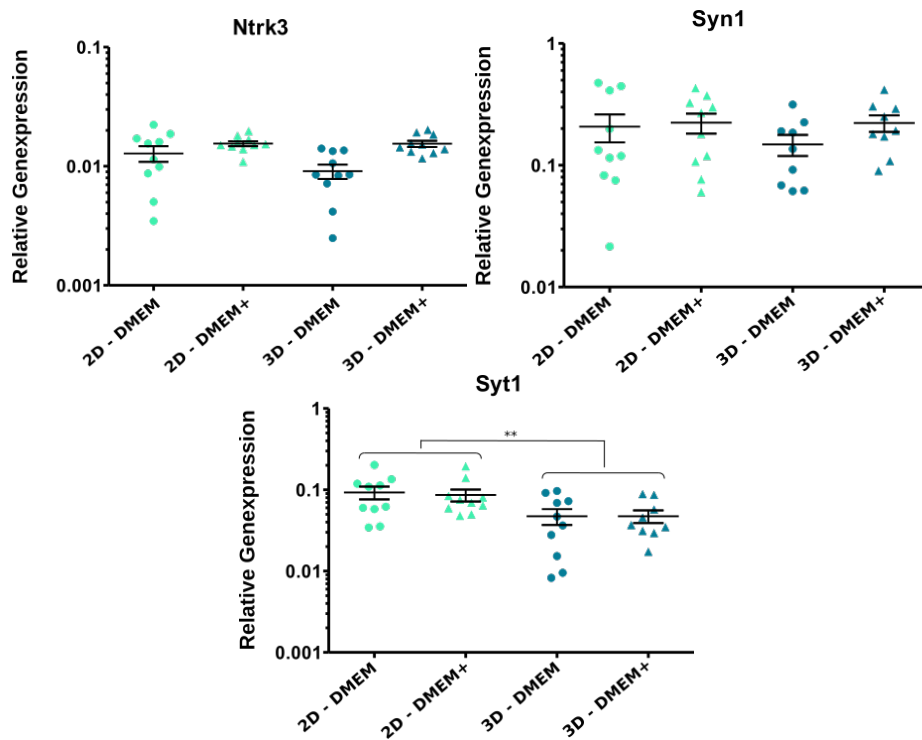 Ntrk3
Relative Genexpression
0.1
0.01
0.001
2D - DMEM
2D - DMEM+
3D - DMEM
3D - DMEM+
Syn1
Relative Genexpression
1
0.1
0.01
2D - DMEM
2D - DMEM+
3D - DMEM
3D - DMEM+
Syt1
Relative Genexpression
1
0.1
0.01
0.001
**
2D - DMEM
2D - DMEM+
3D - DMEM
3D - DMEM+